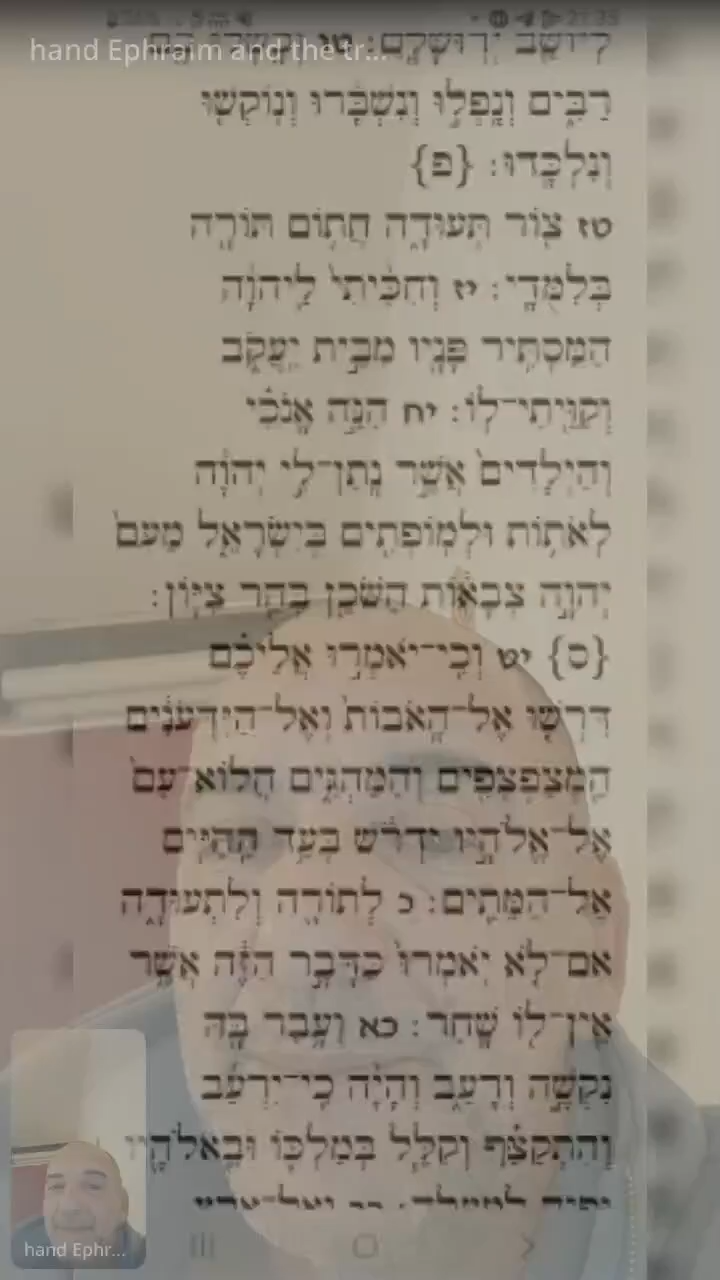 21:35
hand Ephraim and the tr...
רַבִּים וְנָפְלוּ וְנִשְׁבָּרוּ וְנוֹקְשׁוּ
וְנִלְכָּדוּ: {פ}
טז צוֹר תְּעוּדָה חֲתוֹם תּוֹרָה
בְּלִמֻּדָי: יז וְחִכִּיתִי לַיהוָה
הַמַּסְתִּיר פָּנָיו מִבֵּית יַעֲקֹב
וְקִוֵּיתִי־לוֹ: יח הִנֵּה אָנֹכִי
וְהַיְלָדִים אֲשֶׁר נָתַן־לִי יְהוָה
לְאֹתוֹת וּלְמוֹפְתִים בְּיִשְׂרָאֵל מֵעִם
יְהוָה צְבָאוֹת הַשֹּׁכֵן בְּהַר צִיּוֹן:
{ס} יט וְכִי־יֹאמְרוּ אֲלֵיכֶם
דִּרְשׁוּ אֶל־הָאֹבוֹת וְאֶל־הַיִּדְּעֹנִים
הַמְצַפְצְפִים וְהַמַּהְגִּים הֲלוֹא־עַם
אֶל־אֱלֹהָיו יִדְרֹשׁ בְּעַד הַחַיִּים
אֶל־הַמֵּתִים: כ לְתוֹרָה וְלִתְעוּדָה
אִם־לֹא יֹאמְרוּ כַּדָּבָר הַזֶּה אֲשֶׁר
אֵין־לוֹ שָׁחַר: כא וְעָבַר בָּהּ
נִקְשֶׁה וְרָעֵב וְהָיָה כִי־יִרְעַב
וְהִתְקַצַּף וְקִלֵּל בְּמַלְכּוֹ וּבֵאלֹהָיו
hand Ephr...